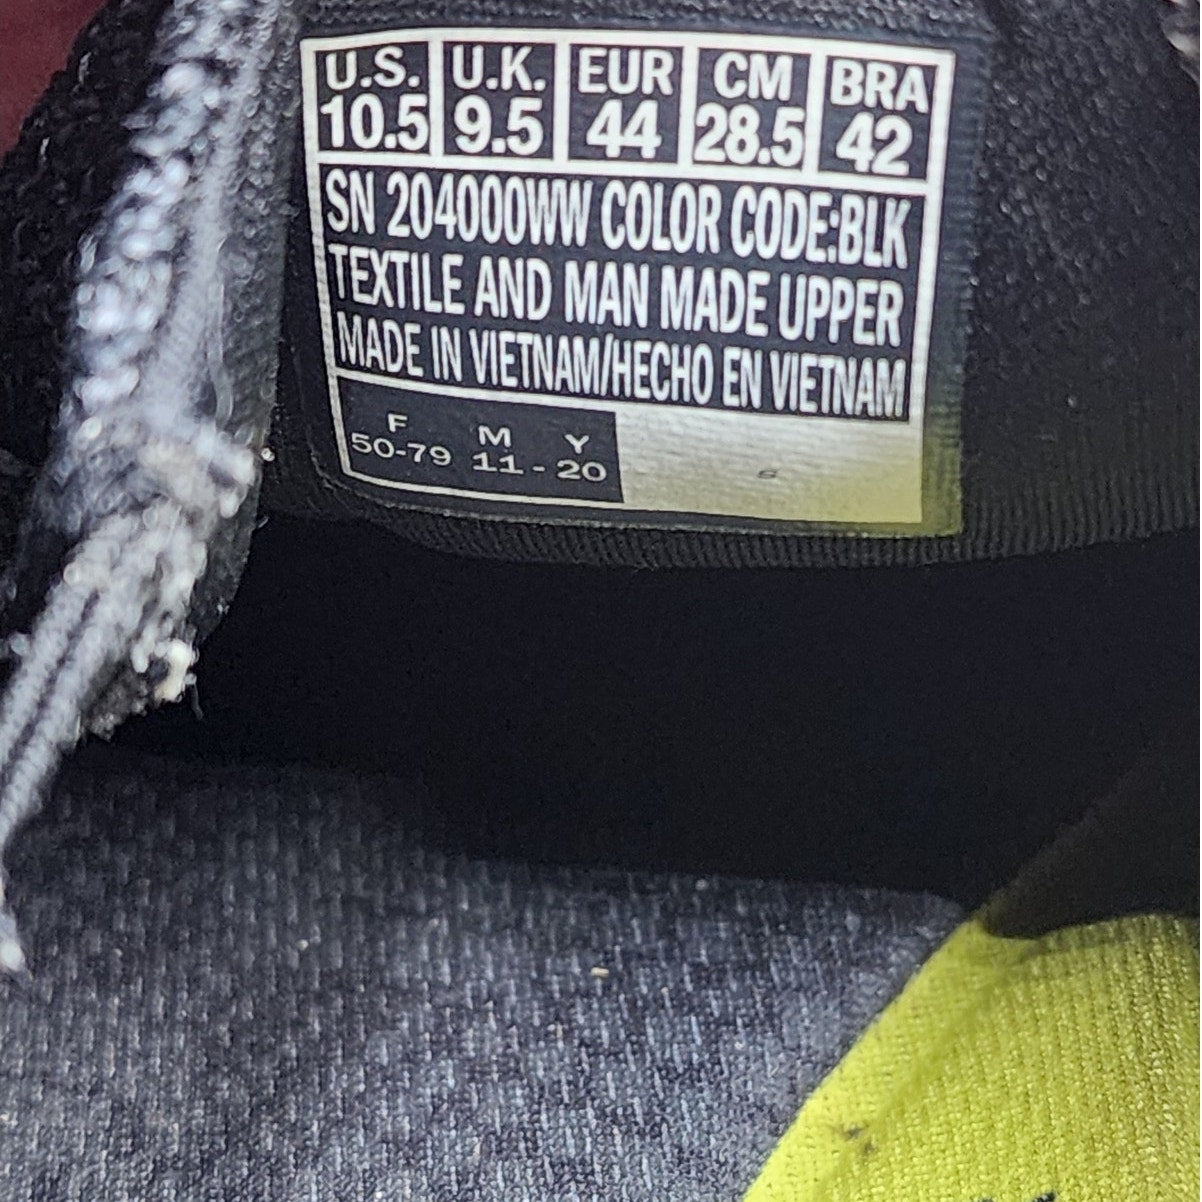 U.S. U.K. EUR CM BRA
10.5 9.5 44 28.5 42
SN 204000WW COLOR CODE:BLK
TEXTILE AND MAN MADE UPPER
MADE IN VIETNAM/HECHO EN VIETNAM
F M Y
50-79 11 - 20